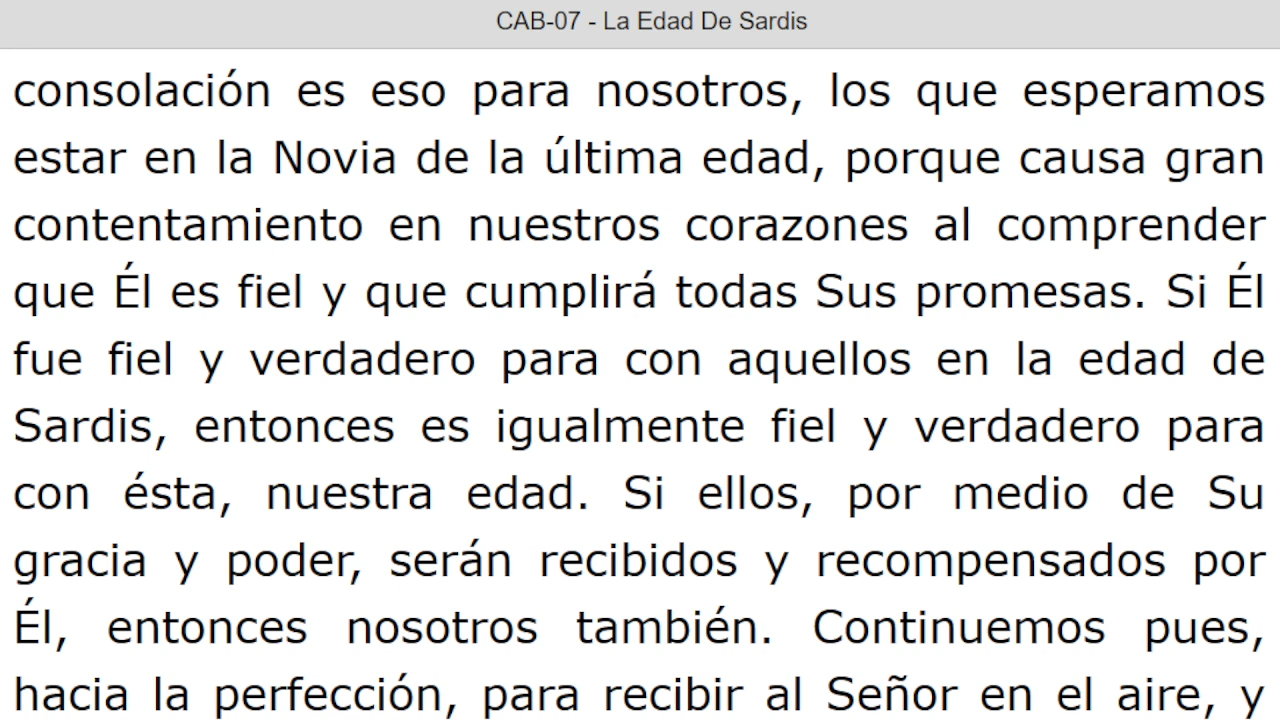 CAB-07 - La Edad De Sardis
consolación es eso para nosotros, los que esperamos
estar en la Novia de la última edad, porque causa gran
contentamiento en nuestros corazones al comprender
que Él es fiel y que cumplirá todas Sus promesas. Si Él
fue fiel y verdadero para con aquellos en la edad de
Sardis, entonces es igualmente fiel y verdadero para
con ésta, nuestra edad. Si ellos, por medio de Su
gracia y poder, serán recibidos y recompensados por
Él, entonces nosotros también. Continuemos pues,
hacia la perfección, para recibir al Señor en el aire, y